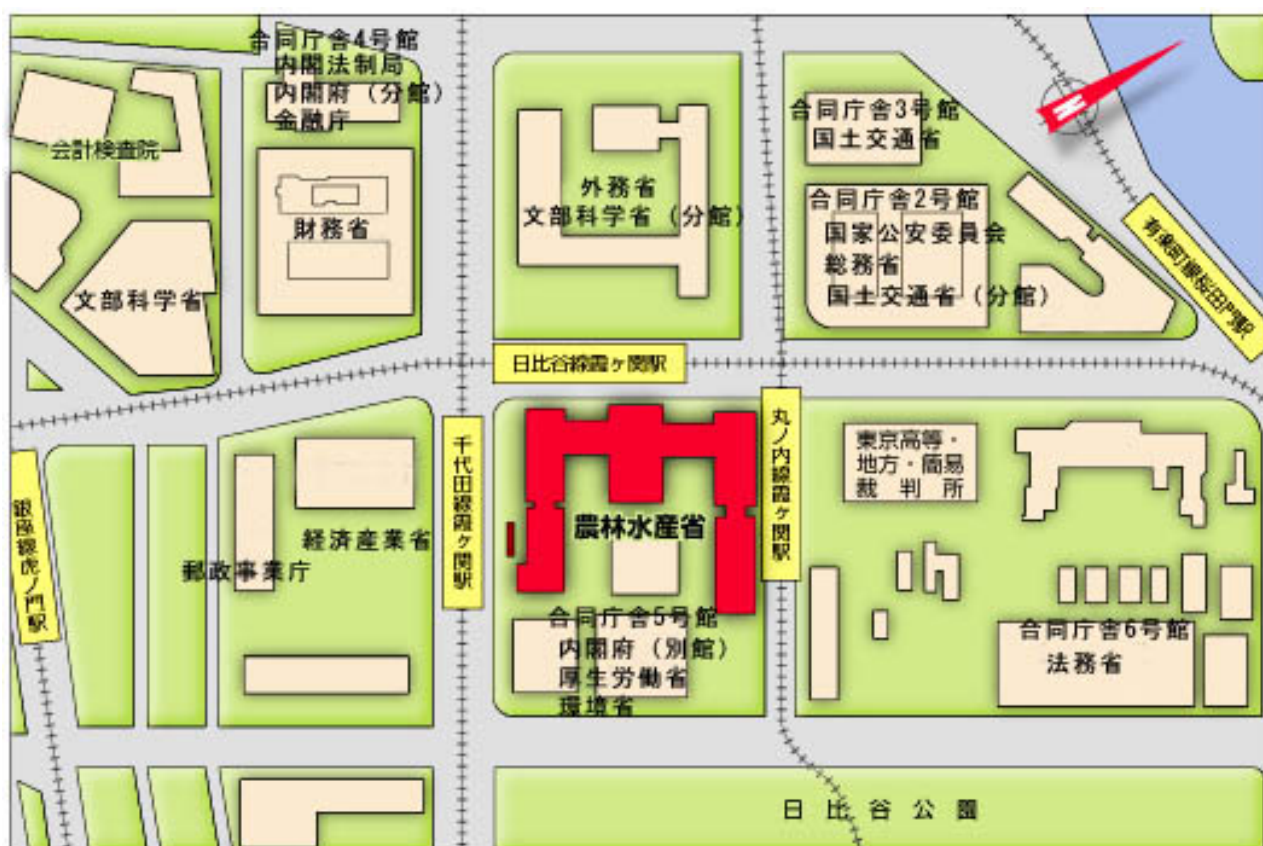 合同庁舎4号館
内閣法制局
内閣府（分館）
金融庁
会計検査院
財務省
文部科学省
外務省
文部科学省（分館）
合同庁舎3号館
国土交通省
合同庁舎2号館
国家公安委員会
総務省
国土交通省（分館）
N
有楽町線桜田門駅
日比谷線霞ヶ関駅
千代田線霞ヶ関駅
丸ノ内線霞ヶ関駅
銀座線虎ノ門駅
経済産業省
郵政事業庁
農林水産省
合同庁舎5号館
内閣府（別館）
厚生労働省
環境省
東京高等・
地方・簡易
裁判所
合同庁舎6号館
法務省
日比谷公園